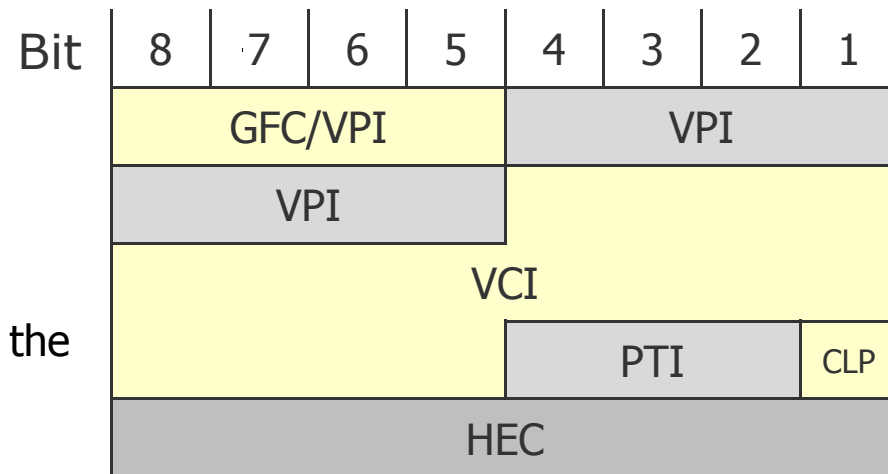 Bit 8 7 6 5 4 3 2 1
GFC/VPI VPI
VPI
VCI
the
PTI CLP
HEC